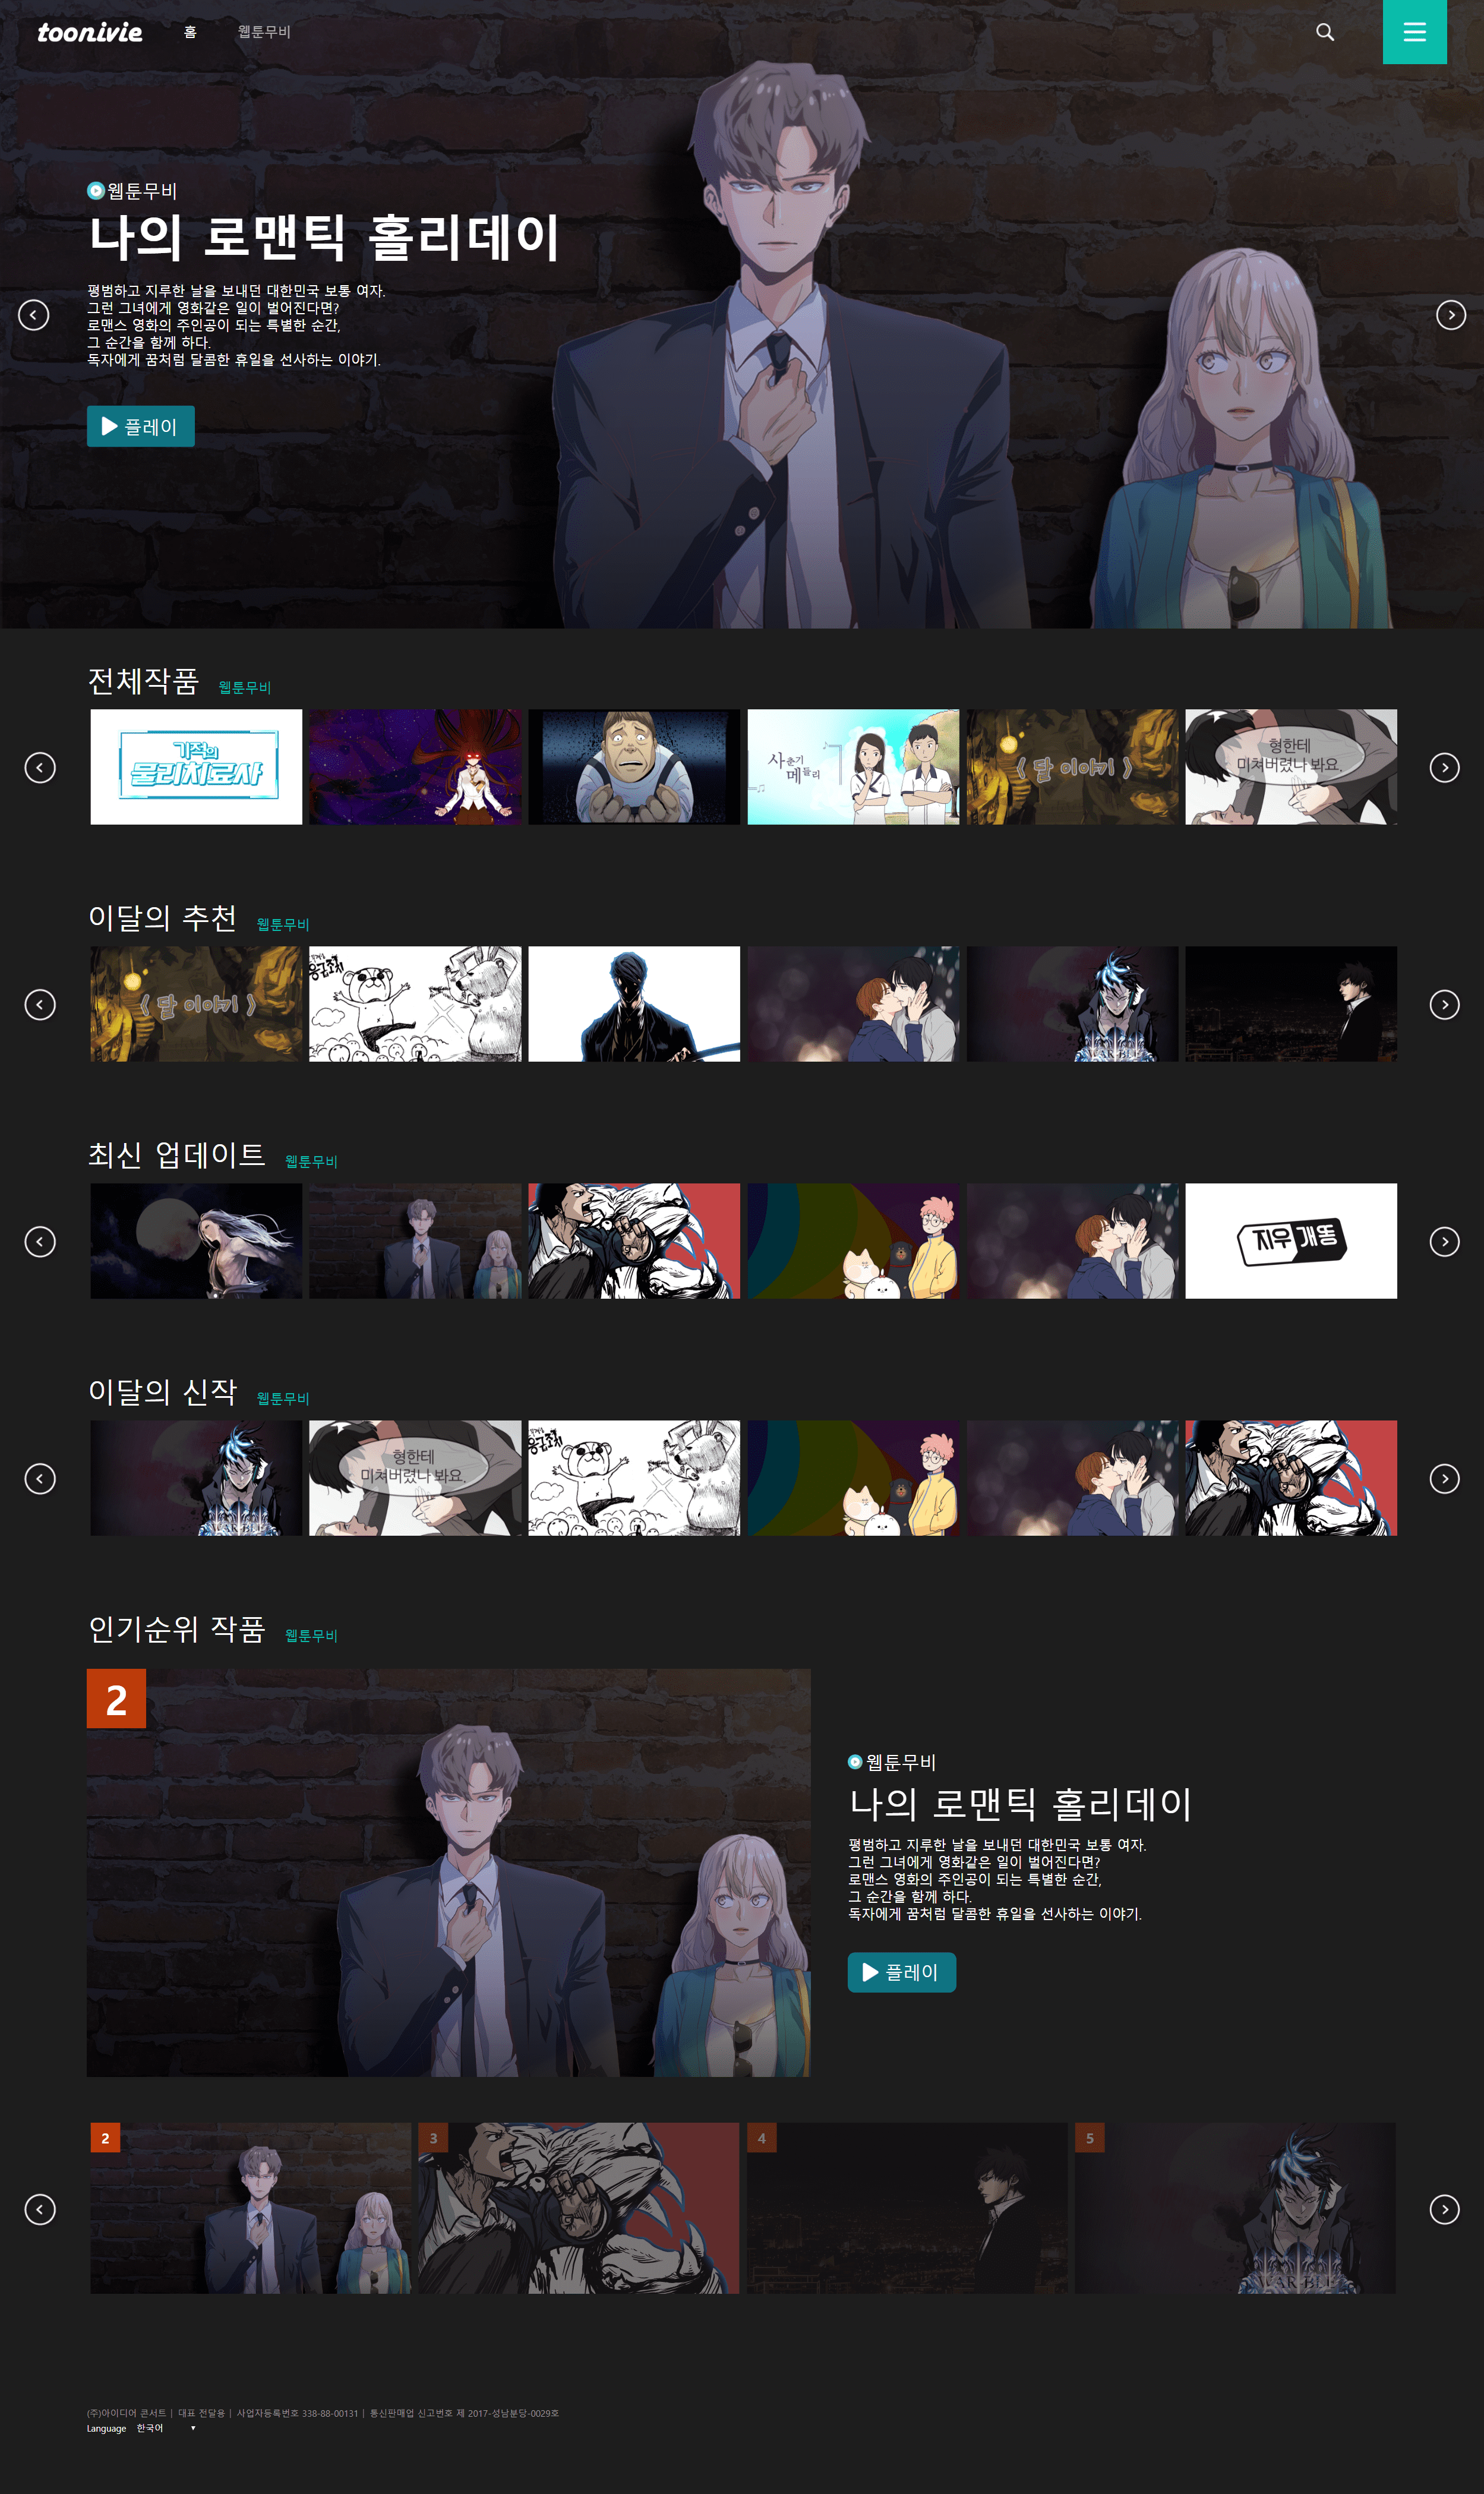 toonivie 홈 웹툰무비
웹툰무비
나의 로맨틱 홀리데이
평범하고 지루한 날을 보내던 대한민국 보통 여자.
그런 그녀에게 영화같은 일이 벌어진다면?
로맨스 영화의 주인공이 되는 특별한 순간,
그 순간을 함께 하다.
독자에게 꿈처럼 달콤한 휴일을 선사하는 이야기.
플레이
전체작품 웹툰무비
기적의
물리치료사
사춘기
메들리
《 달 이야기 》
형한테
미쳐버렸나 봐요.
이달의 추천 웹툰무비
《 달 이야기 》
응급조치
최신 업데이트 웹툰무비
지우개똥
이달의 신작 웹툰무비
형한테
미쳐버렸나 봐요.
응급조치
인기순위 작품 웹툰무비
2
웹툰무비
나의 로맨틱 홀리데이
평범하고 지루한 날을 보내던 대한민국 보통 여자.
그런 그녀에게 영화같은 일이 벌어진다면?
로맨스 영화의 주인공이 되는 특별한 순간,
그 순간을 함께 하다.
독자에게 꿈처럼 달콤한 휴일을 선사하는 이야기.
플레이
2
3
4
5
(주)아이디어 콘서트 | 대표 전달용 | 사업자등록번호 338-88-00131 | 통신판매업 신고번호 제 2017-성남분당-0029호
Language 한국어 ▼